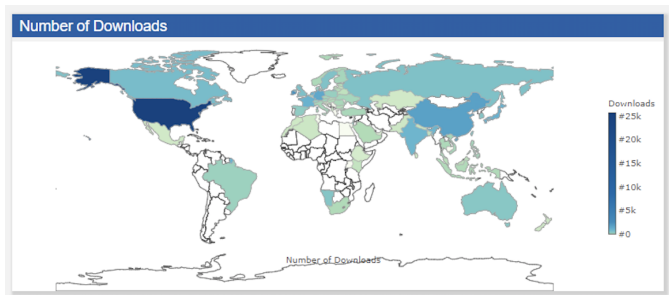 Number of Downloads
Downloads
#25k
#20k
#15k
#10k
#5k
#0
Number of Downloads